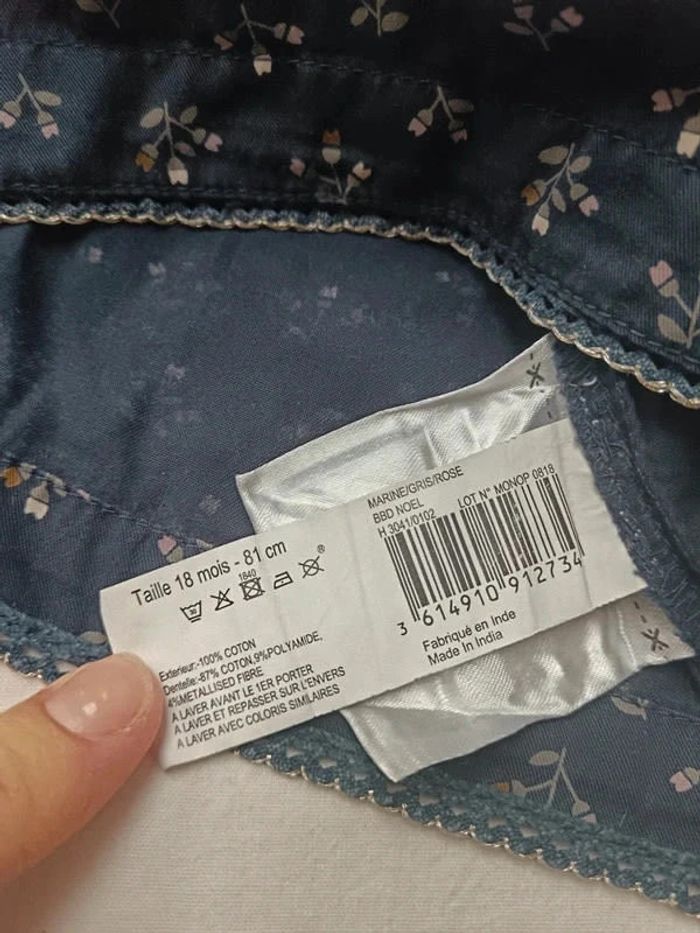 Taille 18 mois - 81 cm
1840
®
Exterieur:-100% COTON
Dentelle:-87% COTON,9%POLYAMIDE,
4%METALLISED FIBRE
A LAVER AVANT LE 1ER PORTER
A LAVER ET REPASSER SUR L'ENVERS
A LAVER AVEC COLORIS SIMILAIRES
MARINE/GRIS/ROSE
BBD NOEL
H 3041/0102 LOT N° MONOP 0818
3 614910 912734
Fabriqué en Inde
Made In India